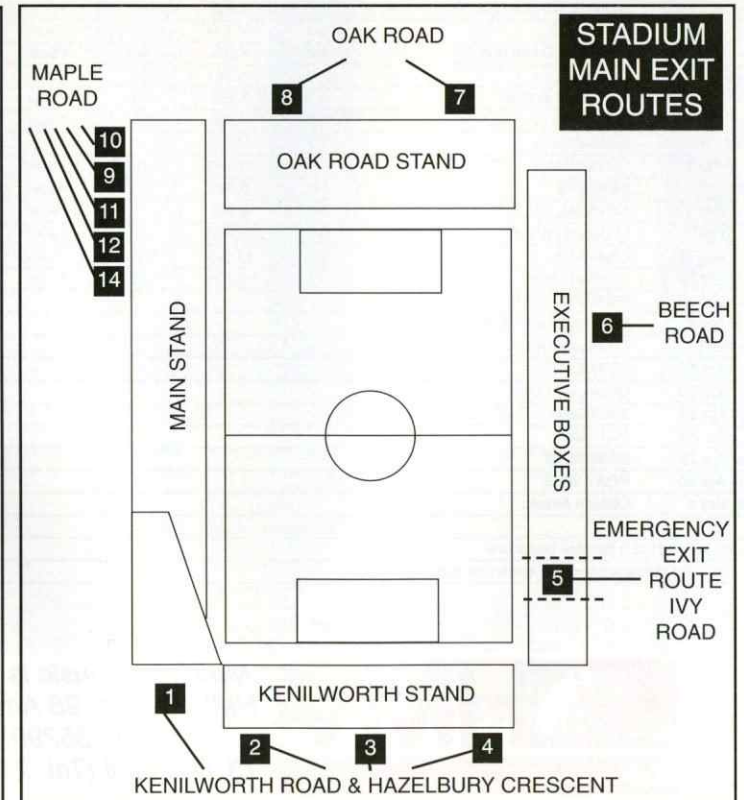 OAK ROAD
STADIUM
MAIN EXIT
ROUTES
MAPLE
ROAD
8
7
10
9
11
12
14
OAK ROAD STAND
MAIN STAND
EXECUTIVE BOXES
6
BEECH
ROAD
EMERGENCY
EXIT
5
ROUTE
IVY
ROAD
1
KENILWORTH STAND
2
3
4
KENILWORTH ROAD & HAZELBURY CRESCENT